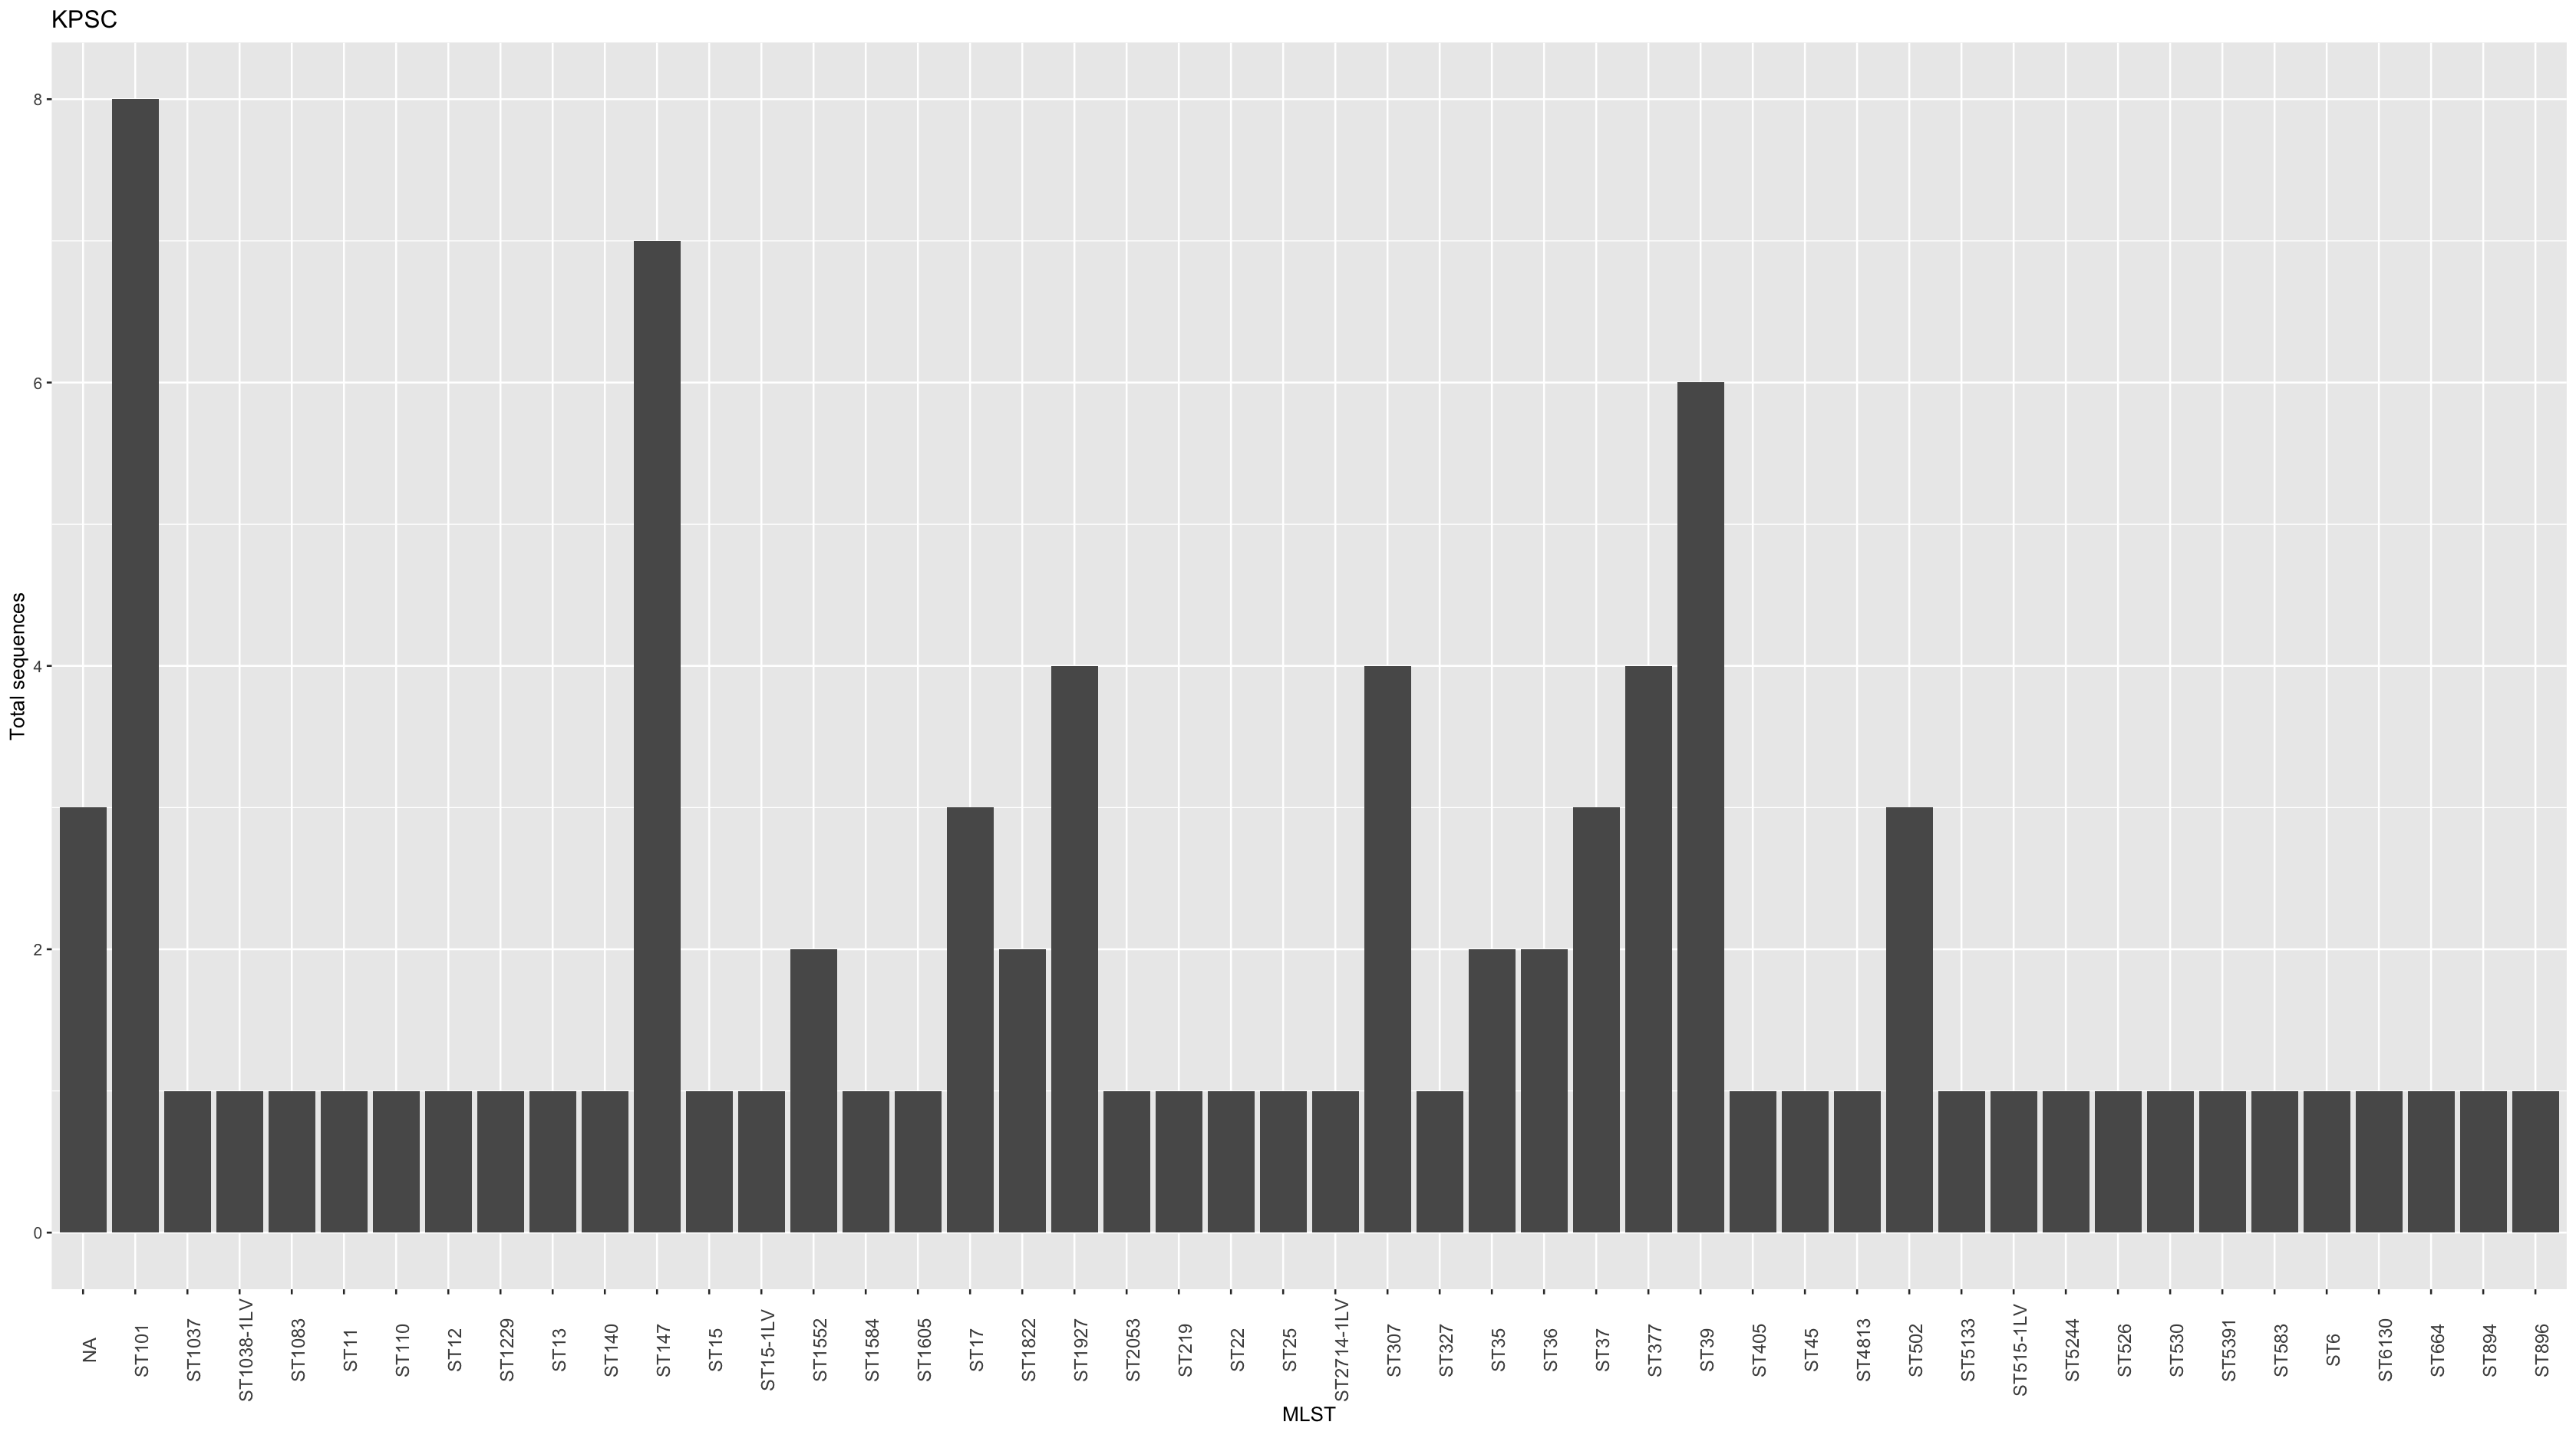 KPSC
Total sequences
8
6
4
2
0
NA
ST101
ST1037
ST1038-1LV
ST1083
ST11
ST1110
ST12
ST1229
ST13
ST140
ST147
ST15
ST15-1LV
ST1552
ST1584
ST1605
ST17
ST1822
ST1927
ST2053
ST219
ST22
ST25
ST2714-1LV
ST307
ST327
ST35
ST36
ST37
ST377
ST39
ST405
ST45
ST4813
ST502
ST5133
ST515-1LV
ST5244
ST526
ST530
ST5391
ST583
ST6
ST6130
ST664
ST894
ST896
MLST